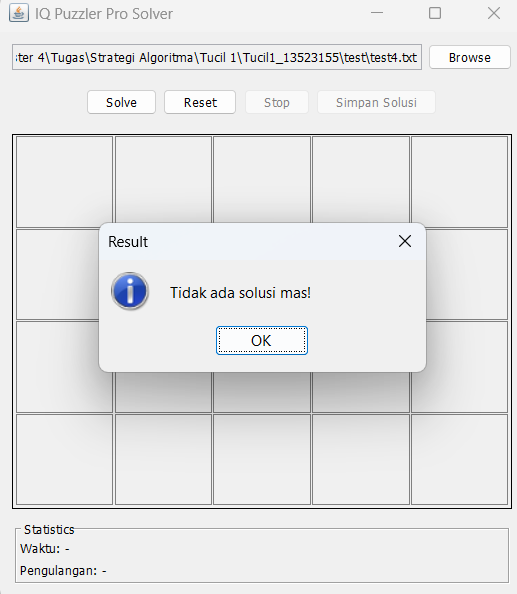 IQ Puzzler Pro Solver
ster 4\Tugas\Strategi Algoritma\Tucil 1\Tucil1_13523155\test\test4.txt Browse
Solve Reset Stop Simpan Solusi
Result
Tidak ada solusi mas!
OK
Statistics
Waktu: -
Pengulangan: -